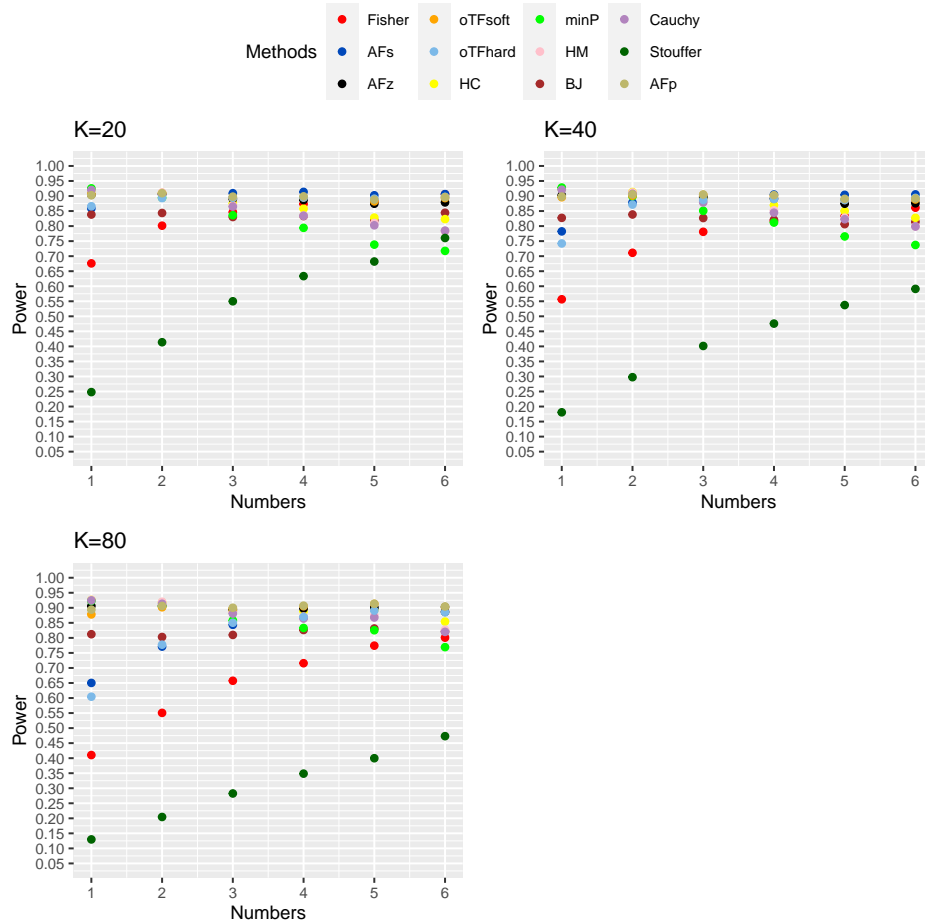 Methods
Fisher
oTFsoft
minP
Cauchy
AFs
oTFhard
HM
Stouffer
AFz
HC
BJ
AFp
K=20
Power
1.00
0.95
0.90
0.85
0.80
0.75
0.70
0.65
0.60
0.55
0.50
0.45
0.40
0.35
0.30
0.25
0.20
0.15
0.10
0.05
1 2 3 4 5 6
Numbers
K=40
Power
1.00
0.95
0.90
0.85
0.80
0.75
0.70
0.65
0.60
0.55
0.50
0.45
0.40
0.35
0.30
0.25
0.20
0.15
0.10
0.05
1 2 3 4 5 6
Numbers
K=80
Power
1.00
0.95
0.90
0.85
0.80
0.75
0.70
0.65
0.60
0.55
0.50
0.45
0.40
0.35
0.30
0.25
0.20
0.15
0.10
0.05
1 2 3 4 5 6
Numbers